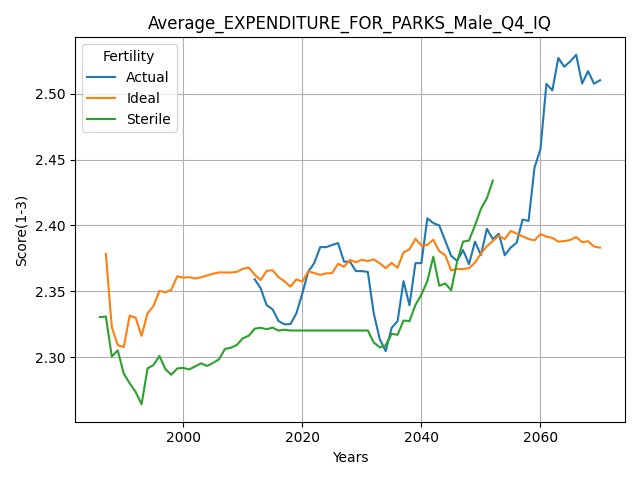 Average_EXPENDITURE_FOR_PARKS_Male_Q4_IQ
Fertility
Actual
Ideal
Sterile
2.50
2.45
2.40
2.35
2.30
Score(1-3)
2000 2020 2040 2060
Years